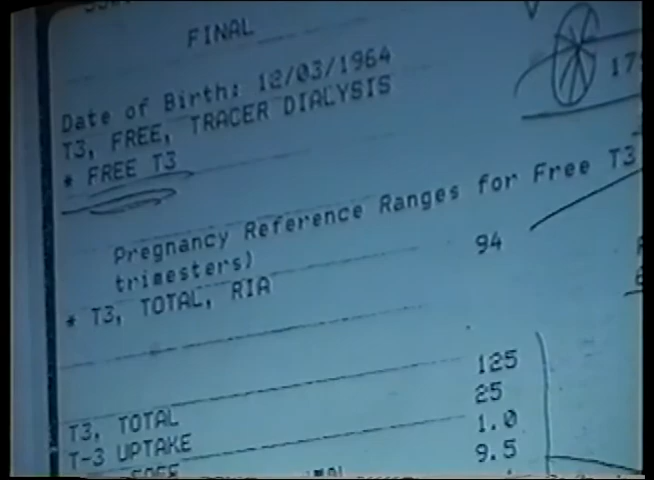 FINAL
Date of Birth: 12/03/1964
T3, FREE, TRACER DIALYSIS
* FREE T3
17
Pregnancy Reference Ranges for Free T3
trimesters)
94
* T3, TOTAL, RIA
125
T3, TOTAL 25
T-3 UPTAKE 1.0
9.5